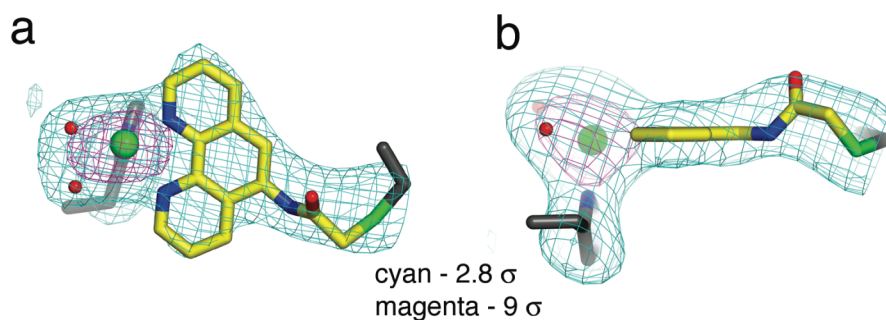 a
b
cyan - 2.8 σ
magenta - 9 σ